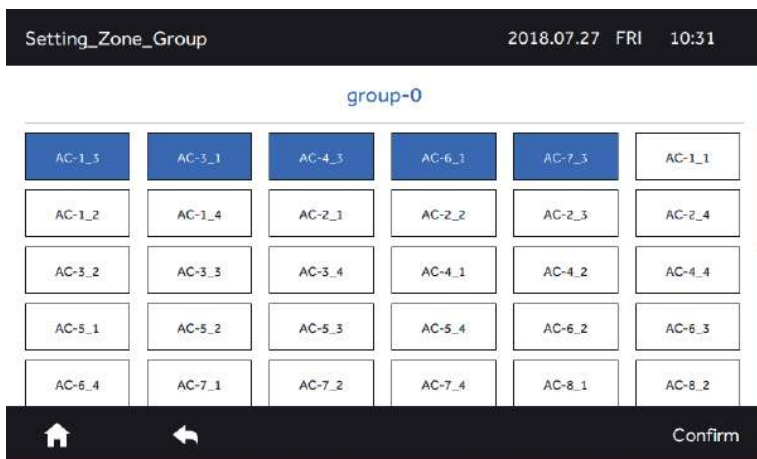 Setting_Zone_Group 2018.07.27 FRI 10:31
group-0
AC-1_3 AC-3_1 AC-4_3 AC-6_1 AC-7_3 AC-1_1
AC-1_2 AC-1_4 AC-2_1 AC-2_2 AC-2_3 AC-2_4
AC-3_2 AC-3_3 AC-3_4 AC-4_1 AC-4_2 AC-4_4
AC-5_1 AC-5_2 AC-5_3 AC-5_4 AC-6_2 AC-6_3
AC-6_4 AC-7_1 AC-7_2 AC-7_4 AC-8_1 AC-8_2
Confirm